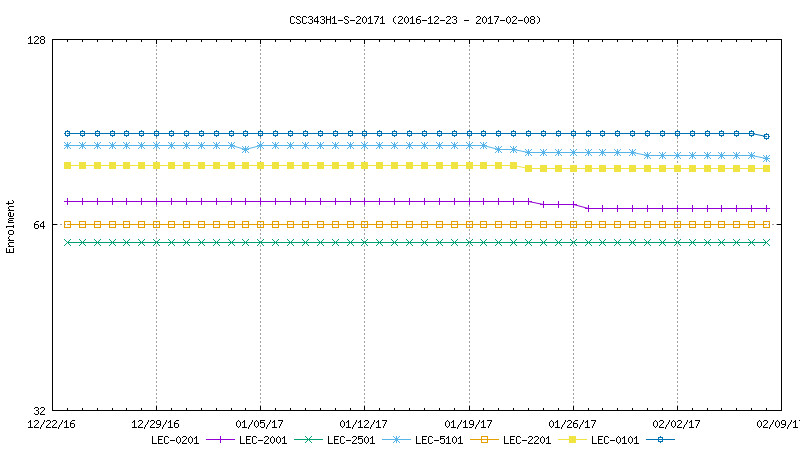 CSC343H1-S-20171 (2016-12-23 - 2017-02-08)
128
Enrolment
64
32
12/22/16 12/29/16 01/05/17 01/12/17 01/19/17 01/26/17 02/02/17 02/09/17
LEC-0201 LEC-2001 LEC-2501 LEC-5101 LEC-2201 LEC-0101